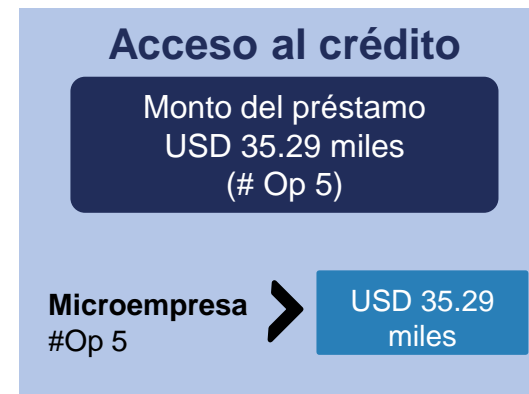 Acceso al crédito
Monto del préstamo
USD 35.29 miles
(# Op 5)
Microempresa
#Op 5
USD 35.29
miles